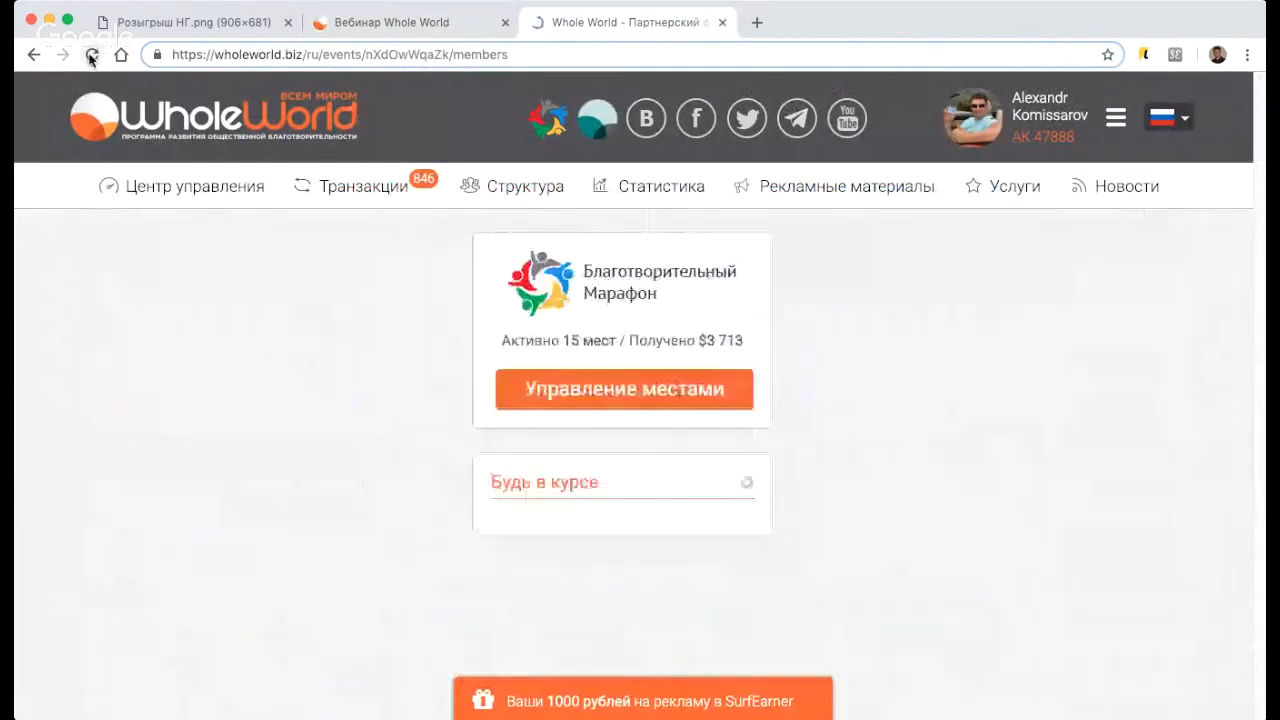 Розыгрыш НГ.png (906×681)
Вебинар Whole World
Whole World - Партнерский ф
Google
https://wholeworld.biz/ru/events/nXdOwWqaZk/members
ВСЕМ МИРОМ
WholeWorld
ПРОГРАММА РАЗВИТИЯ ОБЩЕСТВЕННОЙ БЛАГОТВОРИТЕЛЬНОСТИ
B
f
You
Tube
Alexandr
Komissarov
AK 47888
Центр управления
Транзакции
846
Структура
Статистика
Рекламные материалы
Услуги
Новости
Благотворительный
Марафон
Активно 15 мест / Получено $3 713
Управление местами
Будь в курсе
Ваши 1000 рублей на рекламу в SurfEarner